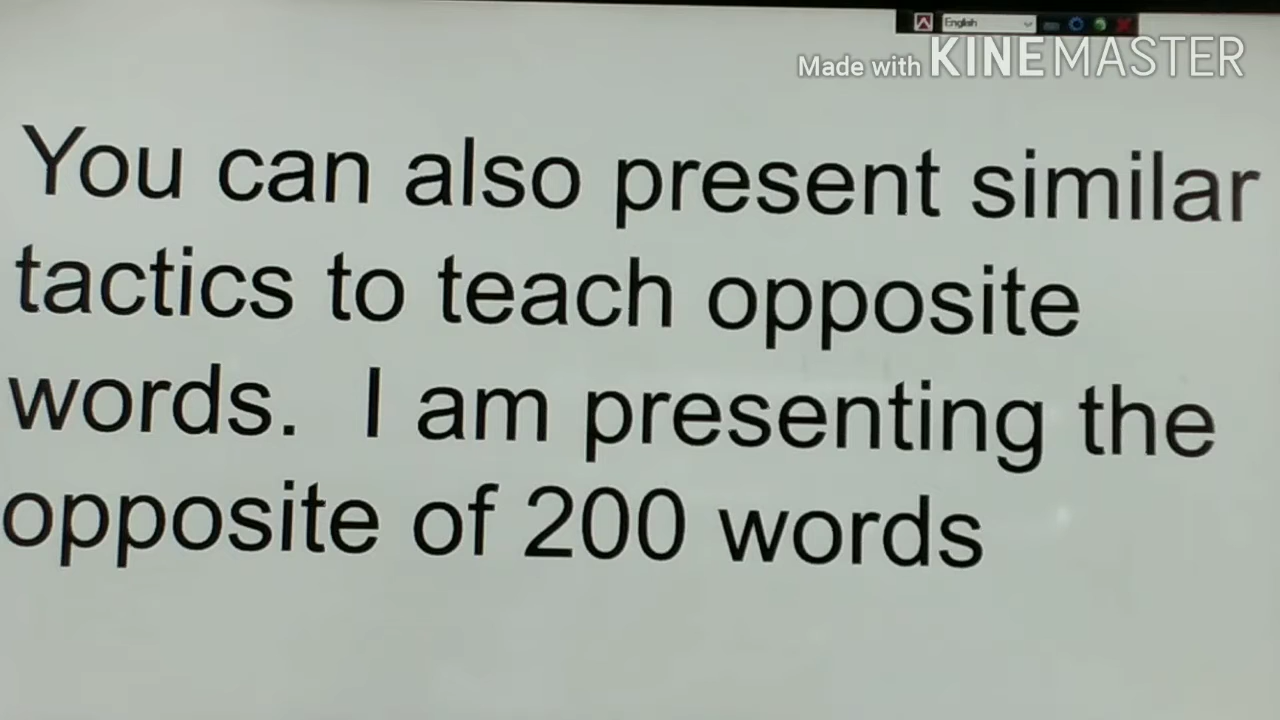 English
Made with KINEMASTER
You can also present similar
tactics to teach opposite
words.  I am presenting the
opposite of 200 words